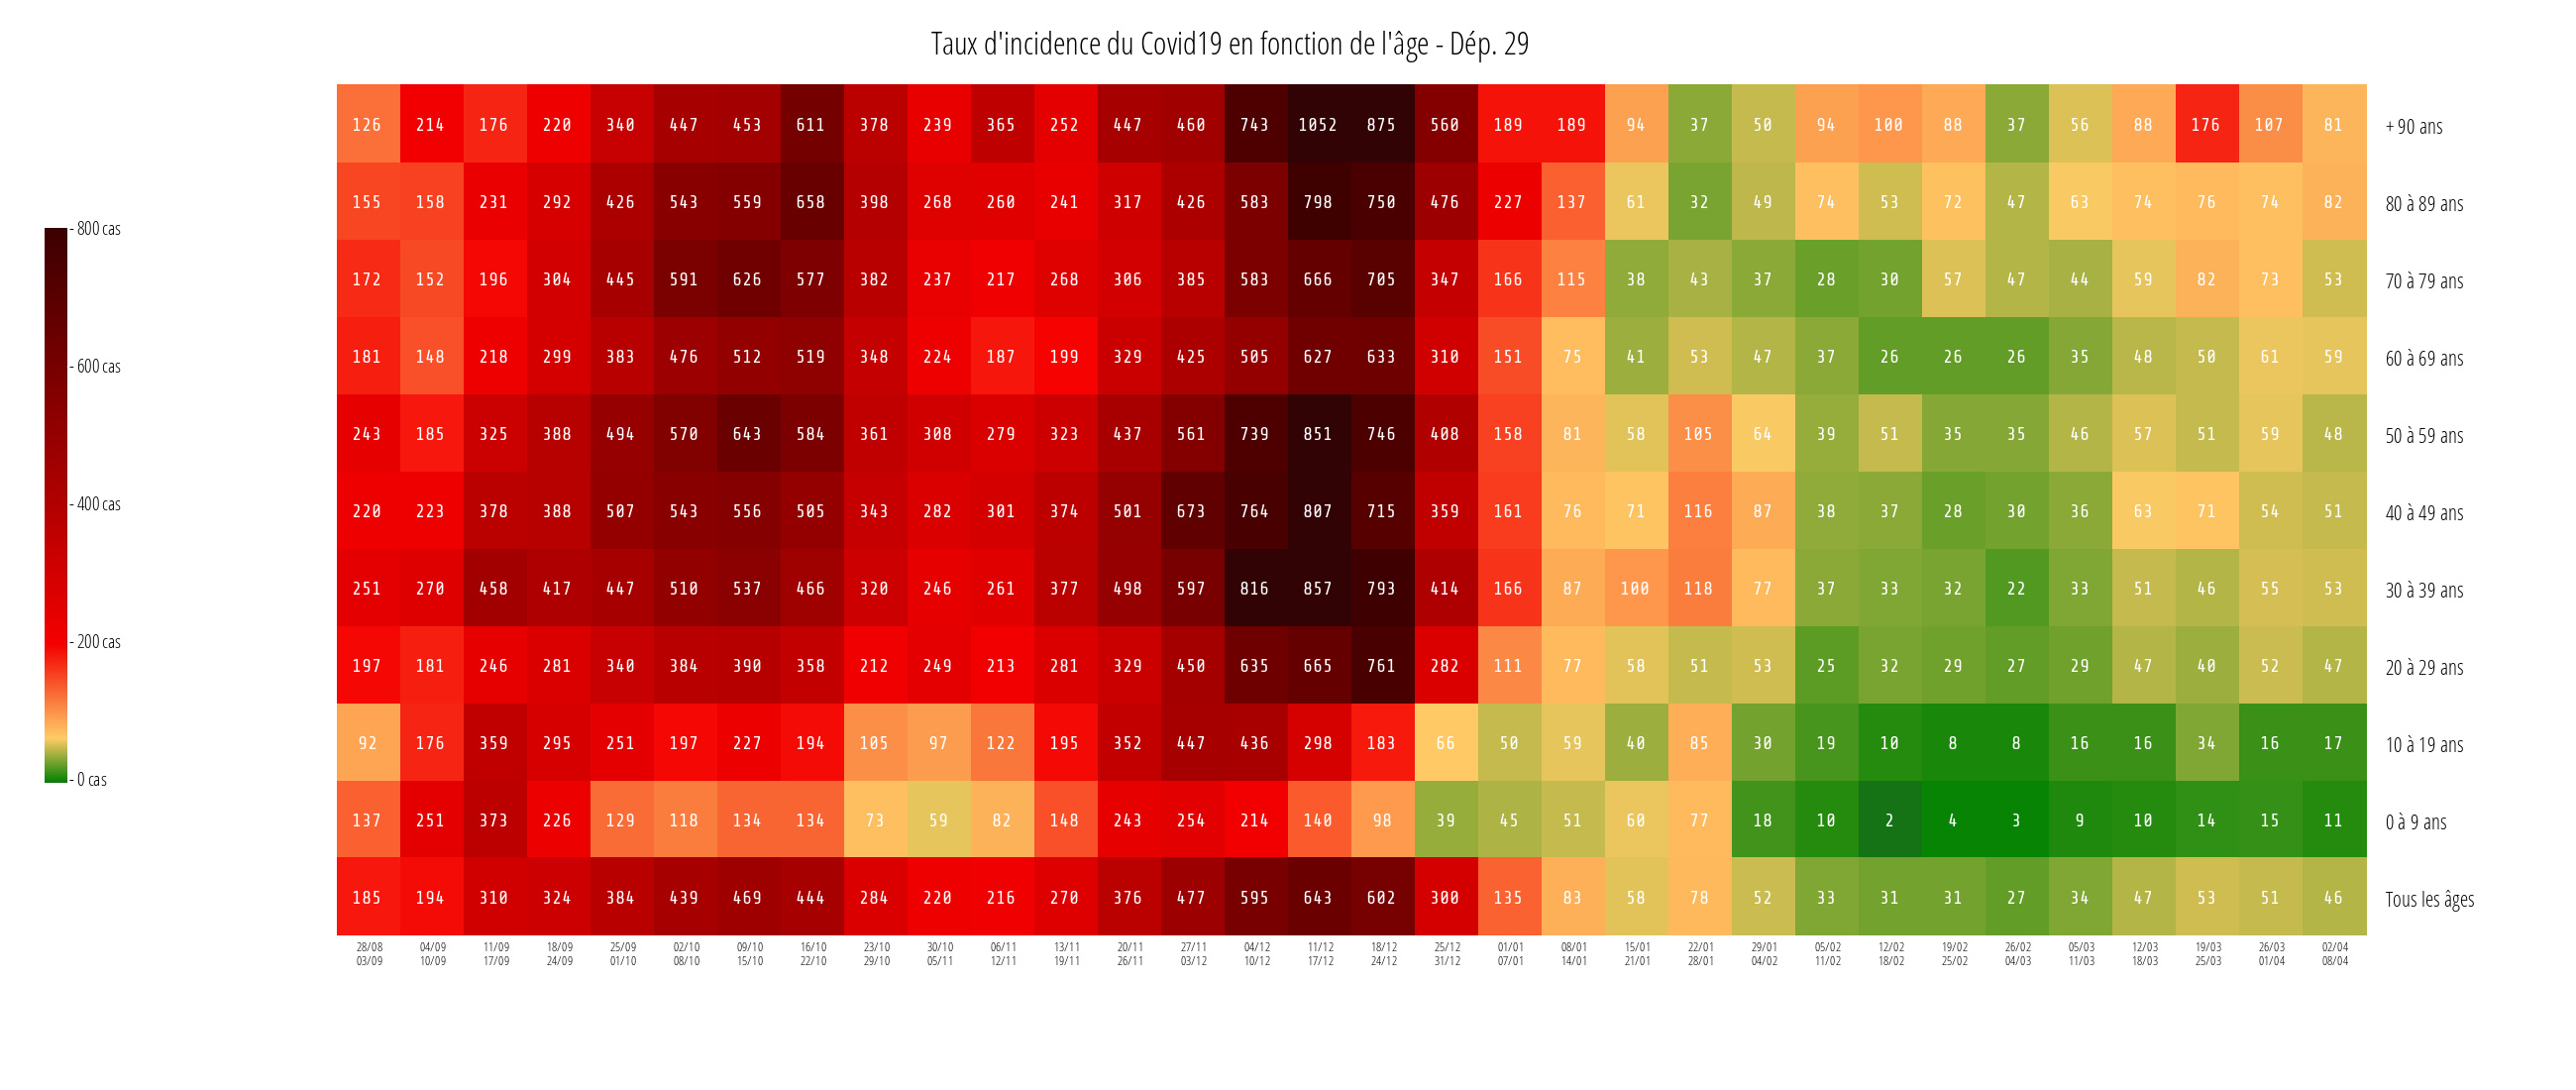 Taux d'incidence du Covid19 en fonction de l'âge - Dép. 29
126 214 176 220 340 447 453 611 378 239 365 252 447 460 743 1052 875 560 189 189 94 37 50 94 100 88 37 56 88 176 107 81 + 90 ans
155 158 231 292 426 543 559 658 398 268 260 241 317 426 583 798 750 476 227 137 61 32 49 74 53 72 47 63 74 76 74 82 80 à 89 ans
- 800 cas
172 152 196 304 445 591 626 577 382 237 217 268 306 385 583 666 705 347 166 115 38 43 37 28 30 57 47 44 59 82 73 53 70 à 79 ans
181 148 218 299 383 476 512 519 348 224 187 199 329 425 505 627 633 310 151 75 41 53 47 37 26 26 26 35 48 50 61 59 60 à 69 ans
- 600 cas
243 185 325 388 494 570 643 584 361 308 279 323 437 561 739 851 746 408 158 81 58 105 64 39 51 35 35 46 57 51 59 48 50 à 59 ans
- 400 cas
220 223 378 388 507 543 556 505 343 282 301 374 501 673 764 807 715 359 161 76 71 116 87 38 37 28 30 36 63 71 54 51 40 à 49 ans
251 270 458 417 447 510 537 466 320 246 261 377 498 597 816 857 793 414 166 87 100 118 77 37 33 32 22 33 51 46 55 53 30 à 39 ans
- 200 cas
197 181 246 281 340 384 390 358 212 249 213 281 329 450 635 665 761 282 111 77 58 51 53 25 32 29 27 29 47 40 52 47 20 à 29 ans
92 176 359 295 251 197 227 194 105 97 122 195 352 447 436 298 183 66 50 59 40 85 30 19 10 8 8 16 16 34 16 17 10 à 19 ans
- 0 cas
137 251 373 226 129 118 134 134 73 59 82 148 243 254 214 140 98 39 45 51 60 77 18 10 2 4 3 9 10 14 15 11 0 à 9 ans
185 194 310 324 384 439 469 444 284 220 216 270 376 477 595 643 602 300 135 83 58 78 52 33 31 31 27 34 47 53 51 46 Tous les âges
28/08 04/09 11/09 18/09 25/09 02/10 09/10 16/10 23/10 30/10 06/11 13/11 20/11 27/11 04/12 11/12 18/12 25/12 01/01 08/01 15/01 22/01 29/01 05/02 12/02 19/02 26/02 05/03 12/03 19/03 26/03 02/04
03/09 10/09 17/09 24/09 01/10 08/10 15/10 22/10 29/10 05/11 12/11 19/11 26/11 03/12 10/12 17/12 24/12 31/12 07/01 14/01 21/01 28/01 04/02 11/02 18/02 25/02 04/03 11/03 18/03 25/03 01/04 08/04